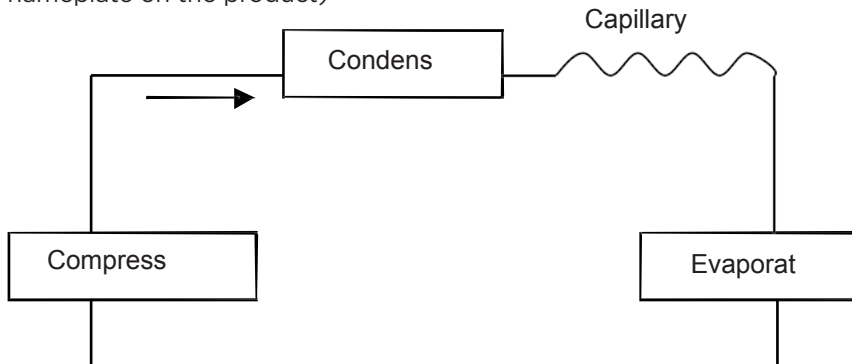 nameplate on the product)
Capillary
Condens
Compress
Evaporat